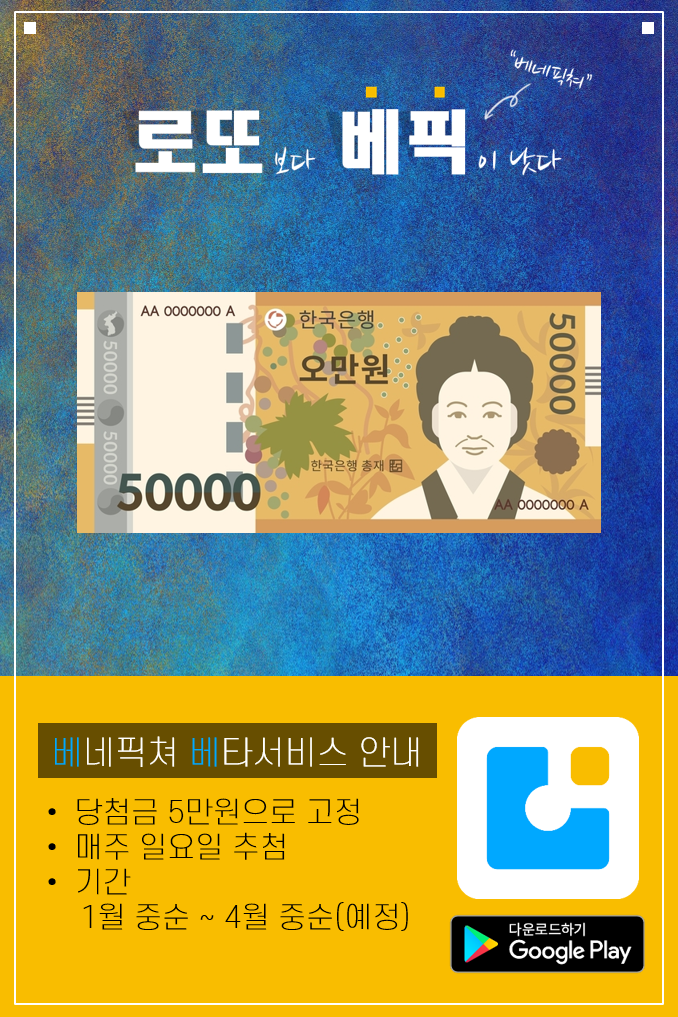 "베네픽쳐"
로또보다 베픽이 낫다
AA 0000000 A
한국은행
오만원
50000
50000
50000
한국은행 총재
50000
AA 0000000 A
베네픽쳐 베타서비스 안내
• 당첨금 5만원으로 고정
• 매주 일요일 추첨
• 기간
1월 중순 ~ 4월 중순(예정)
다운로드하기
Google Play